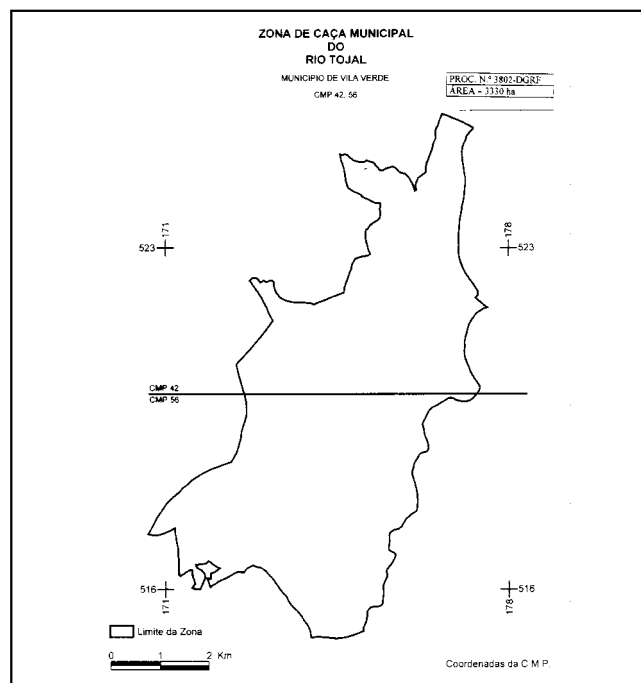 ZONA DE CAÇA MUNICIPAL
DO
RIO TOJAL
MUNICIPIO DE VILA VERDE
CMP 42, 56
PROC. N.º 3802-DGRF
ÁREA - 3330 ha
171
178
523
523
CMP 42
CMP 56
516
516
171
178
Limite da Zona
0 1 2 Km
Coordenadas da C M P.